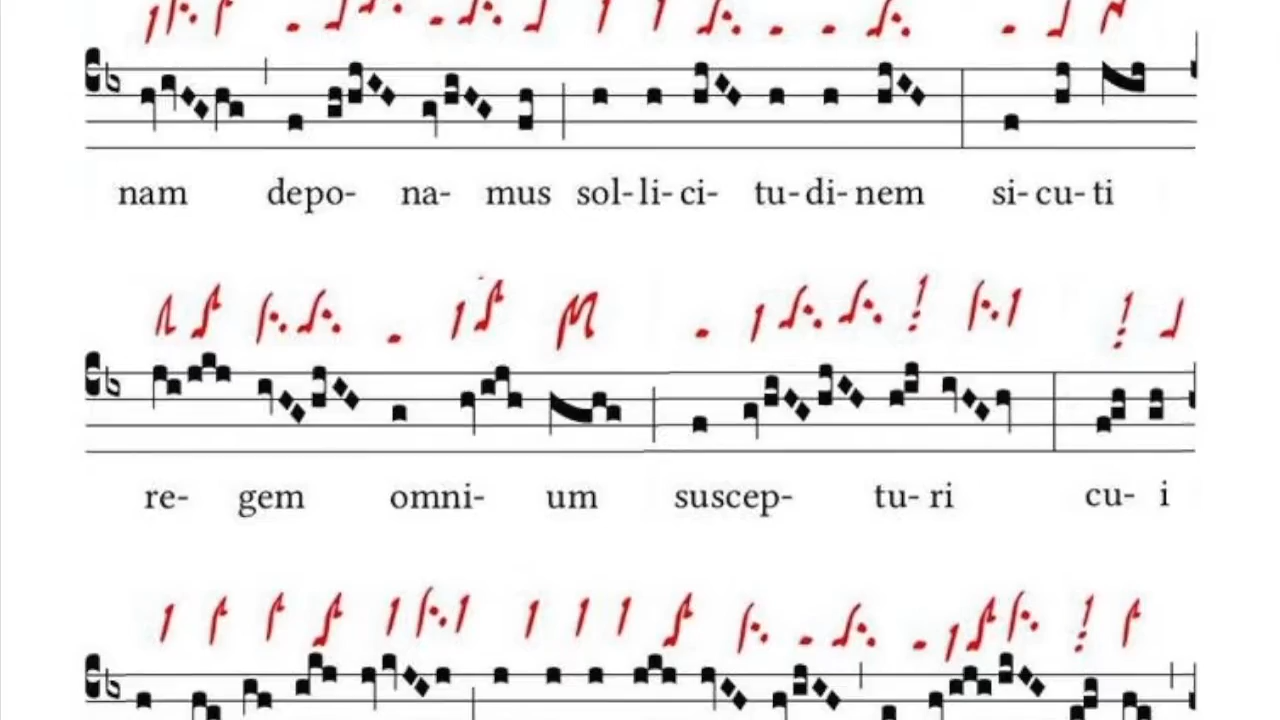 nam depo- na- mus sol- li- ci- tu- di- nem si- cu- ti
re- gem omni- um suscep- tu- ri cu- i